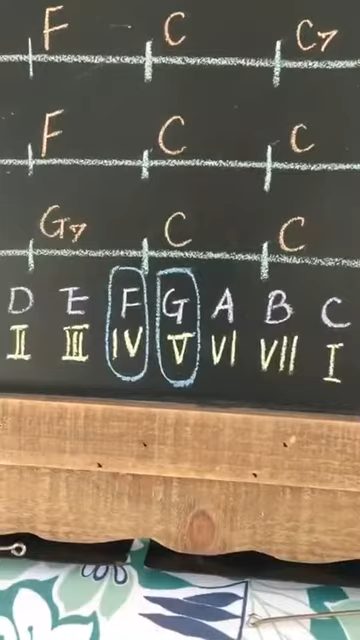 F C C7
F C C
G7 C C
D E F G A B C
II III IV V VI VII I